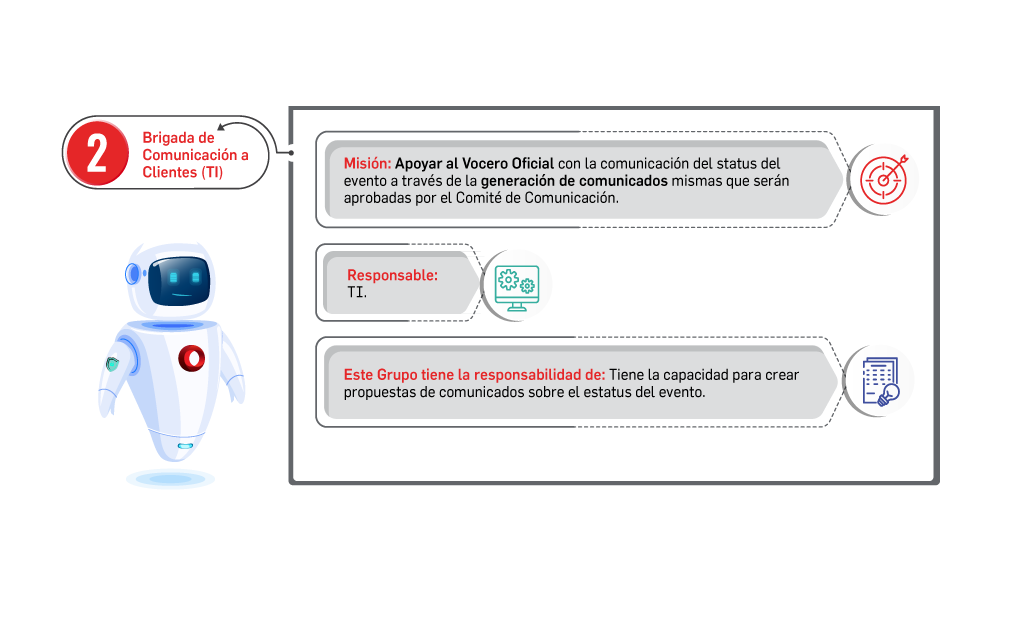 2
Brigada de
Comunicación a
Clientes (TI)
Misión: Apoyar al Vocero Oficial con la comunicación del status del
evento a través de la generación de comunicados mismas que serán
aprobadas por el Comité de Comunicación.
Responsable:
TI.
Este Grupo tiene la responsabilidad de: Tiene la capacidad para crear
propuestas de comunicados sobre el estatus del evento.